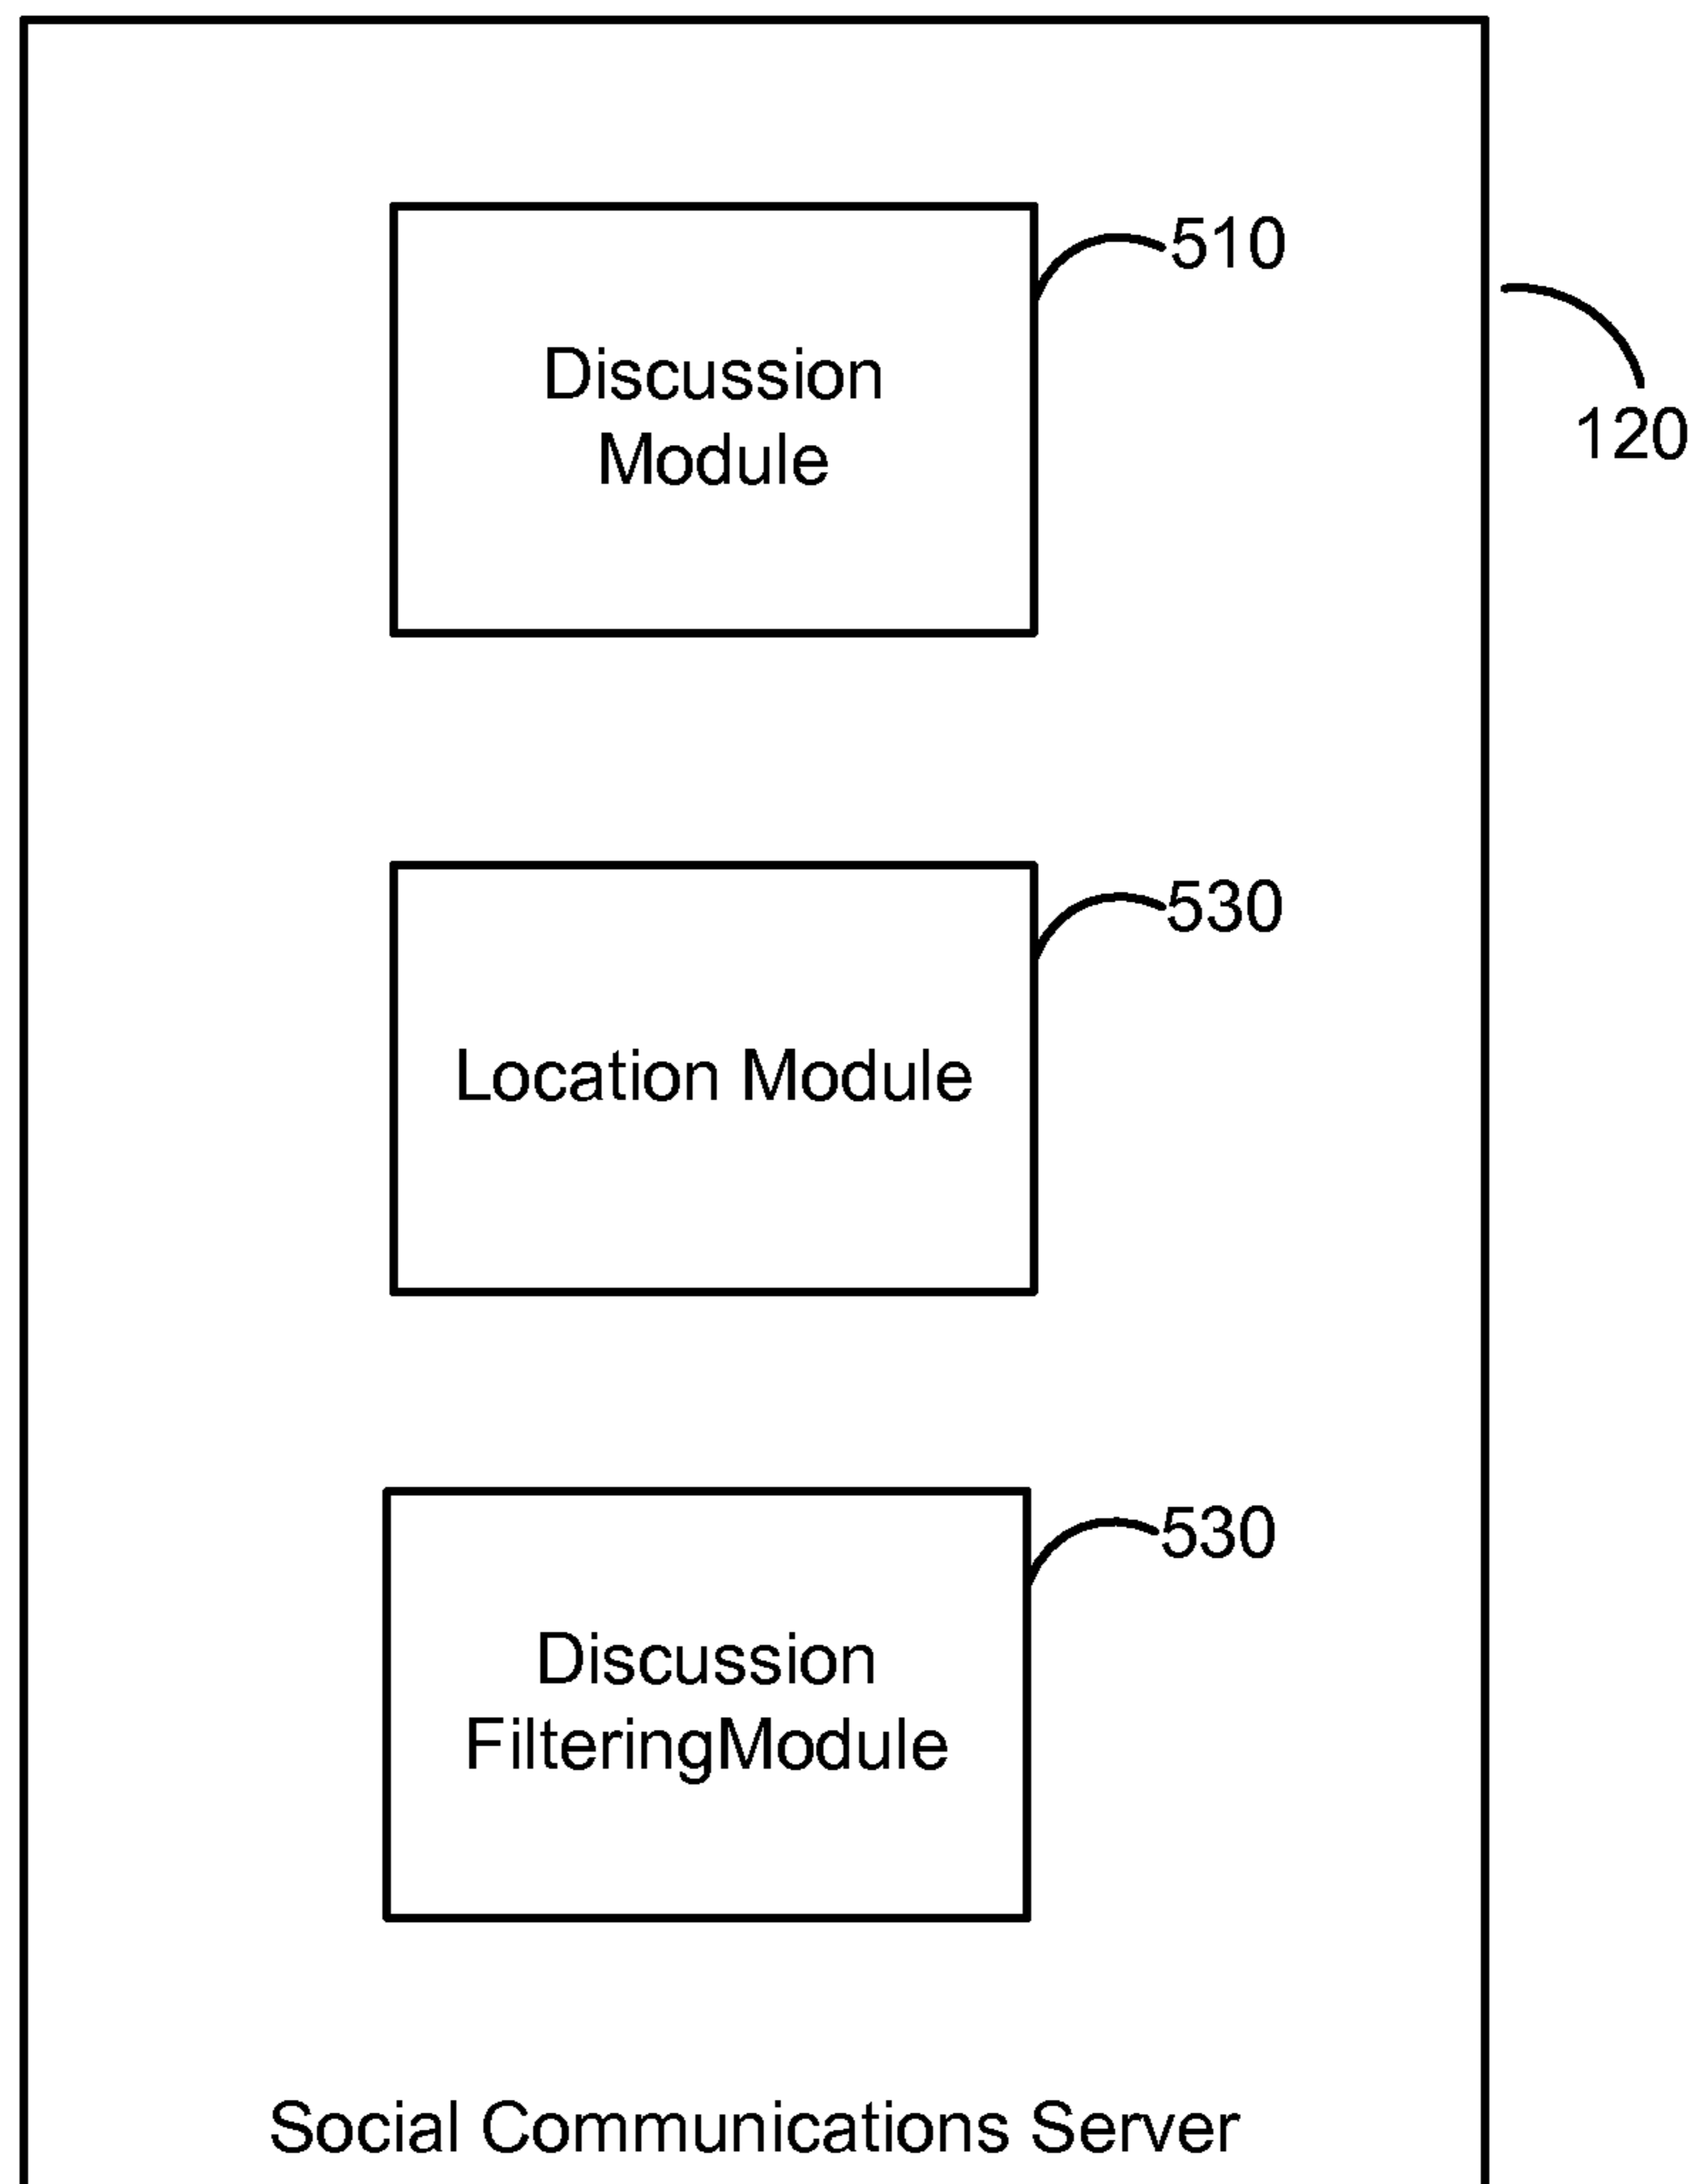 510
Discussion
Module
120
530
Location Module
530
Discussion
FilteringModule
Social Communications Server